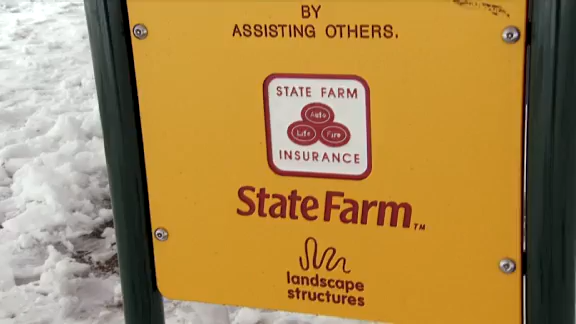 BY
ASSISTING OTHERS.
STATE FARM
Auto
Life Fire
INSURANCE
State Farm™
landscape
structures